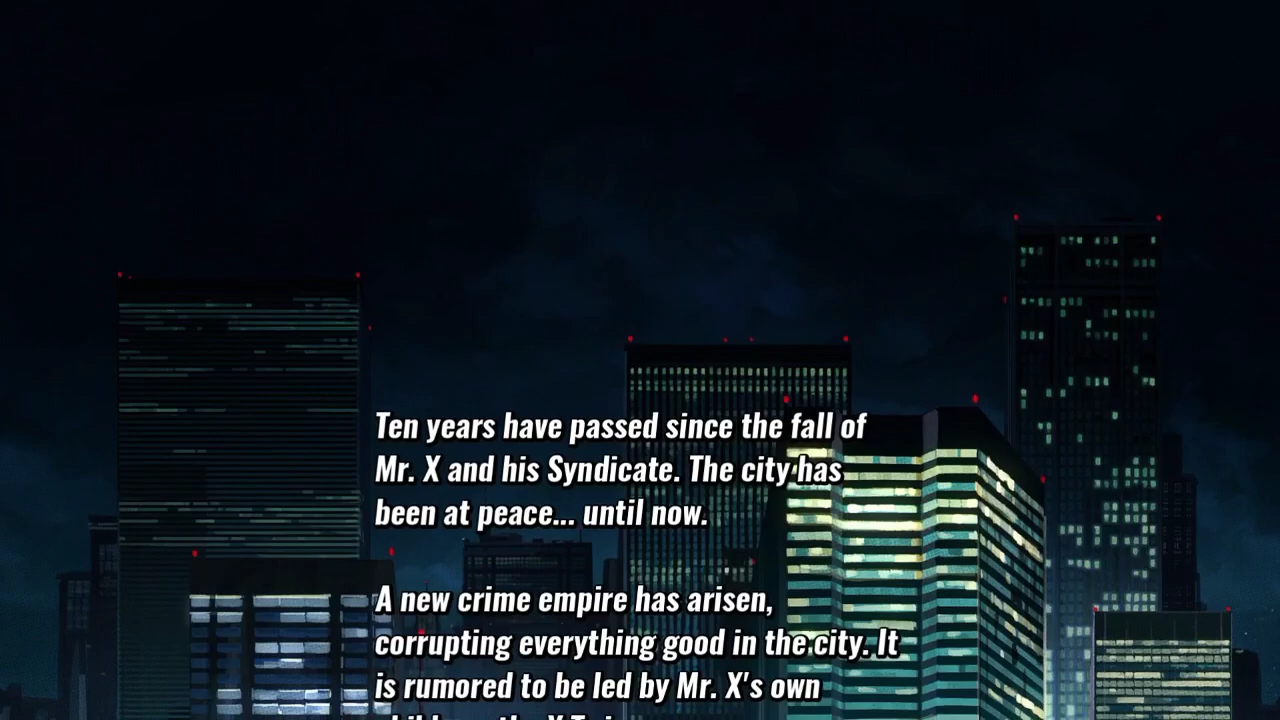 Ten years have passed since the fall of
Mr. X and his Syndicate. The city has
been at peace... until now.
A new crime empire has arisen,
corrupting everything good in the city. It
is rumored to be led by Mr. X's own